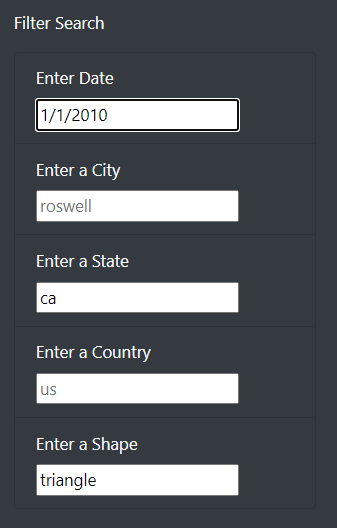 Filter Search
Enter Date
1/1/2010
Enter a City
roswell
Enter a State
ca
Enter a Country
us
Enter a Shape
triangle